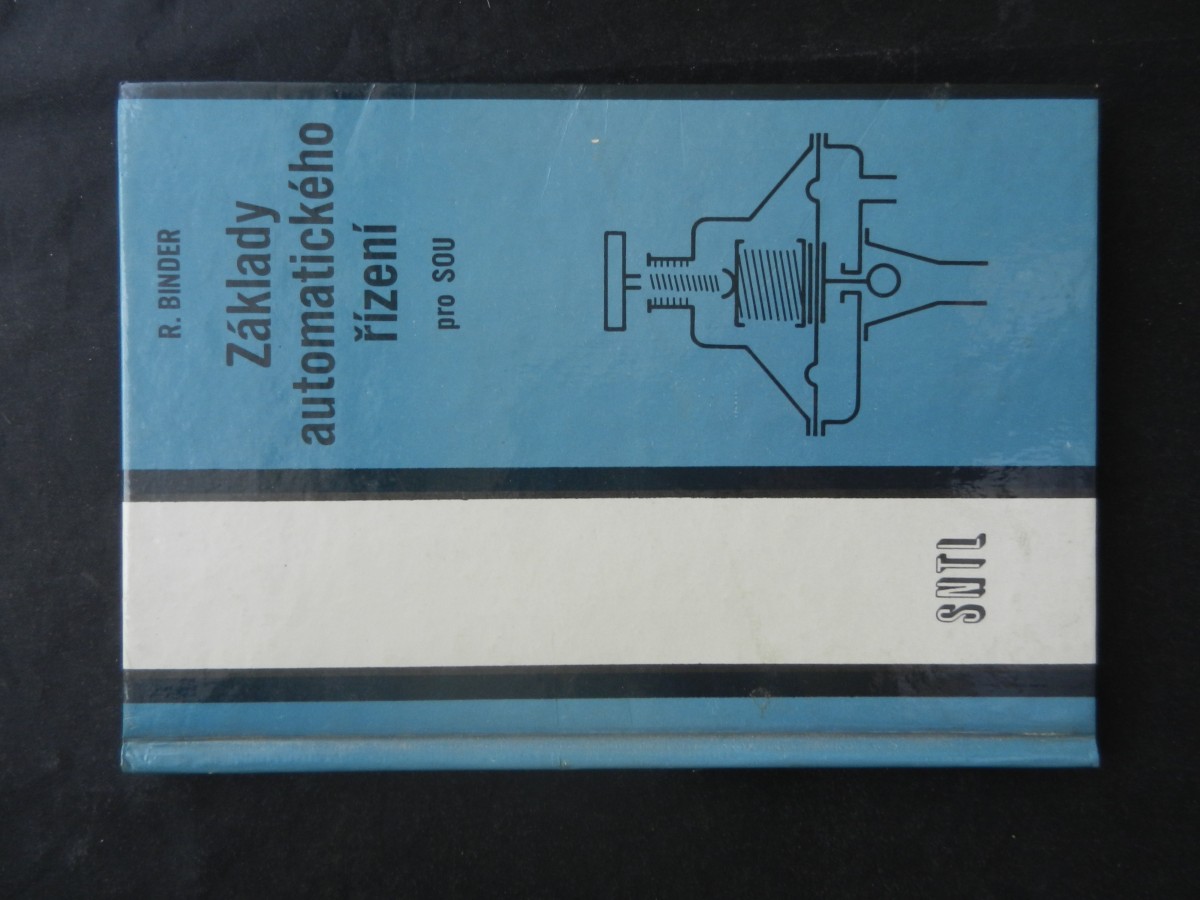 R. BINDER
Základy
automatického
řízení
pro SOU
SNTL